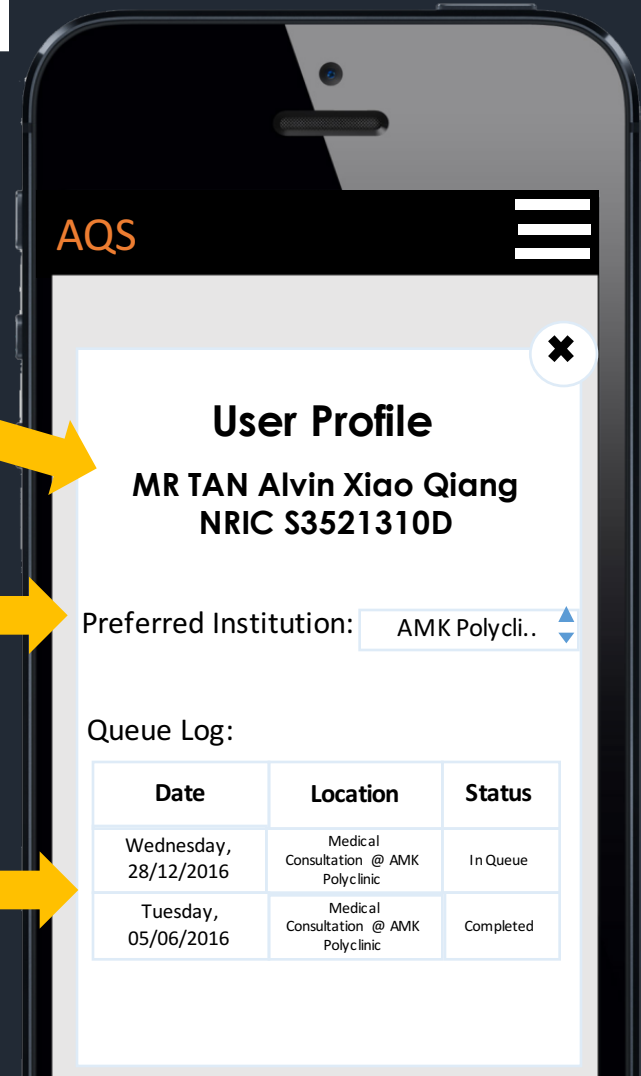 AQS
User Profile
MR TAN Alvin Xiao Qiang
NRIC S3521310D
Preferred Institution: AMK Polycli..
Queue Log:
Date Location Status
Wednesday,
28/12/2016
Medical
Consultation @ AMK
Polyclinic
In Queue
Tuesday,
05/06/2016
Medical
Consultation @ AMK
Polyclinic
Completed